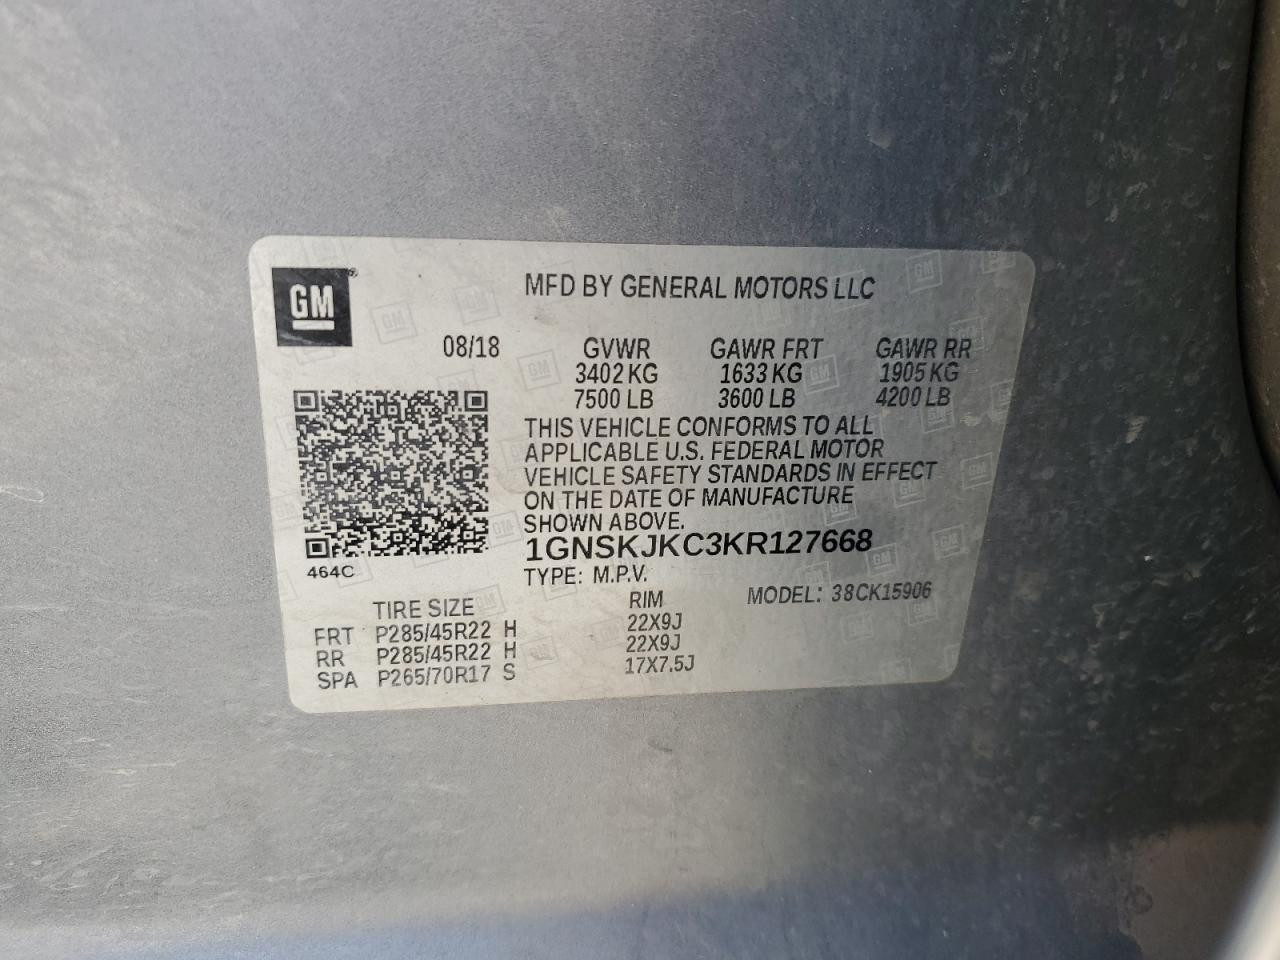 GM
MFD BY GENERAL MOTORS LLC
08/18 GVWR GAWR FRT GAWR RR
3402 KG 1633 KG 1905 KG
7500 LB 3600 LB 4200 LB
THIS VEHICLE CONFORMS TO ALL
APPLICABLE U.S. FEDERAL MOTOR
VEHICLE SAFETY STANDARDS IN EFFECT
ON THE DATE OF MANUFACTURE
SHOWN ABOVE.
1GNSKJKC3KR127668
464C
TYPE: M.P.V. MODEL: 38CK15906
TIRE SIZE RIM
FRT P285/45R22 H 22X9J
RR P285/45R22 H 22X9J
SPA P265/70R17 S 17X7.5J